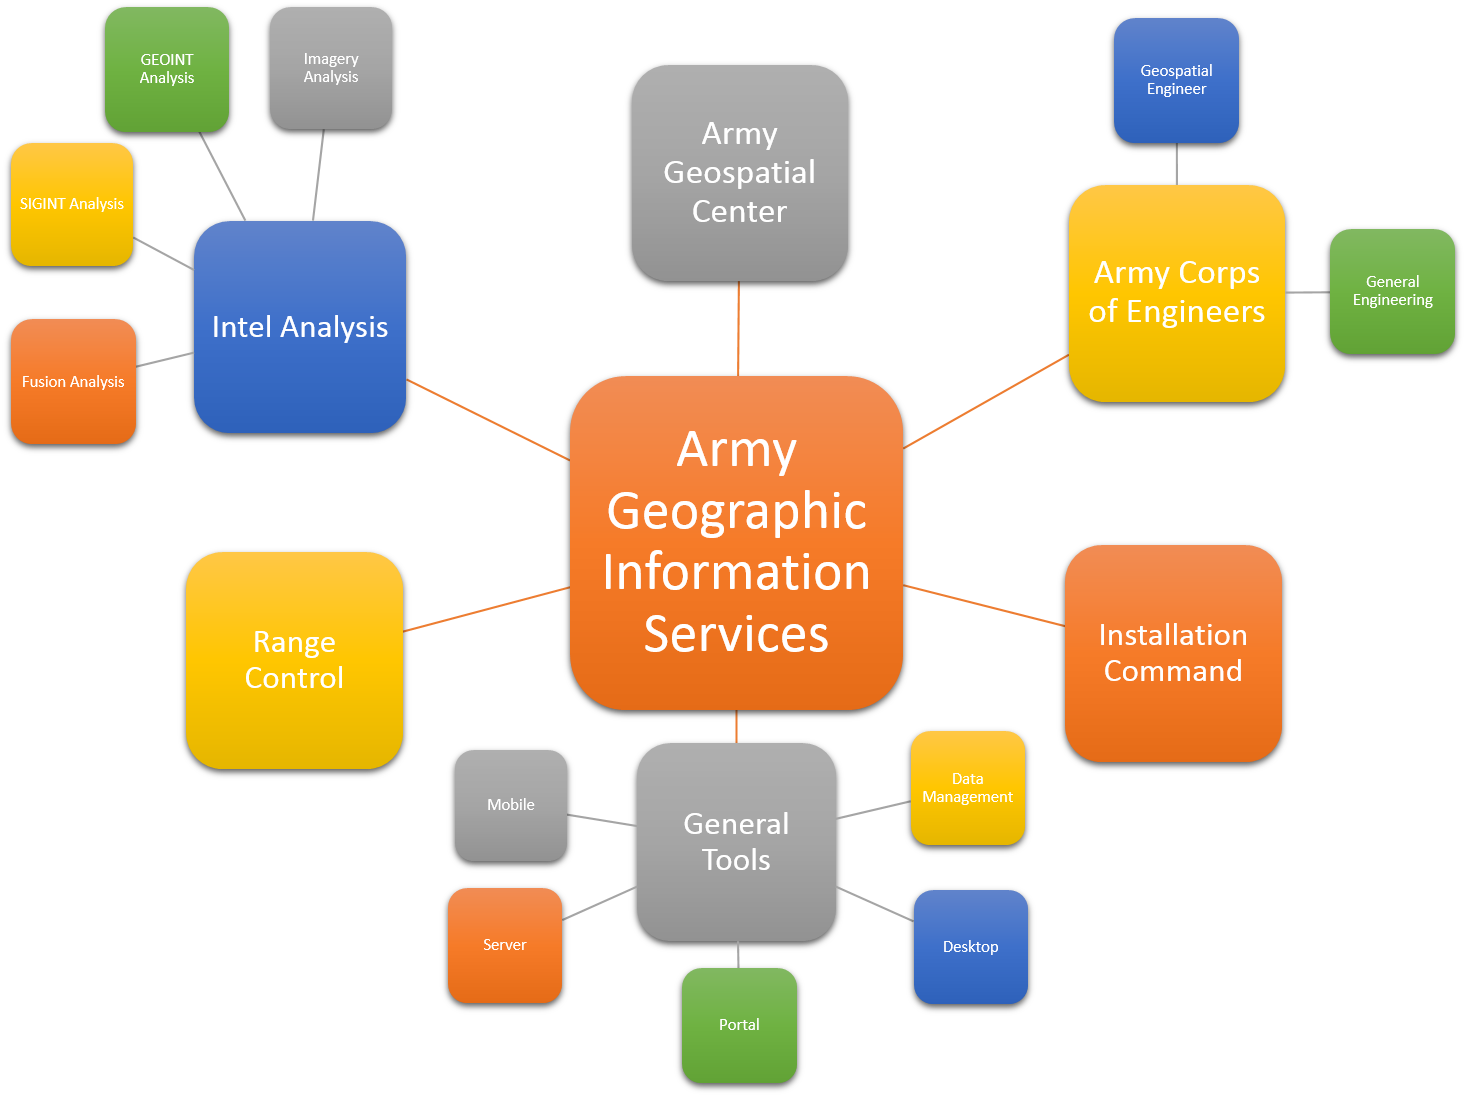 GEOINT
Analysis
Imagery
Analysis
SIGINT Analysis
Fusion Analysis
Intel Analysis
Army
Geospatial
Center
Geospatial
Engineer
Army Corps
of Engineers
General
Engineering
Army
Geographic
Information
Services
Range
Control
Installation
Command
General
Tools
Mobile
Server
Portal
Data
Management
Desktop